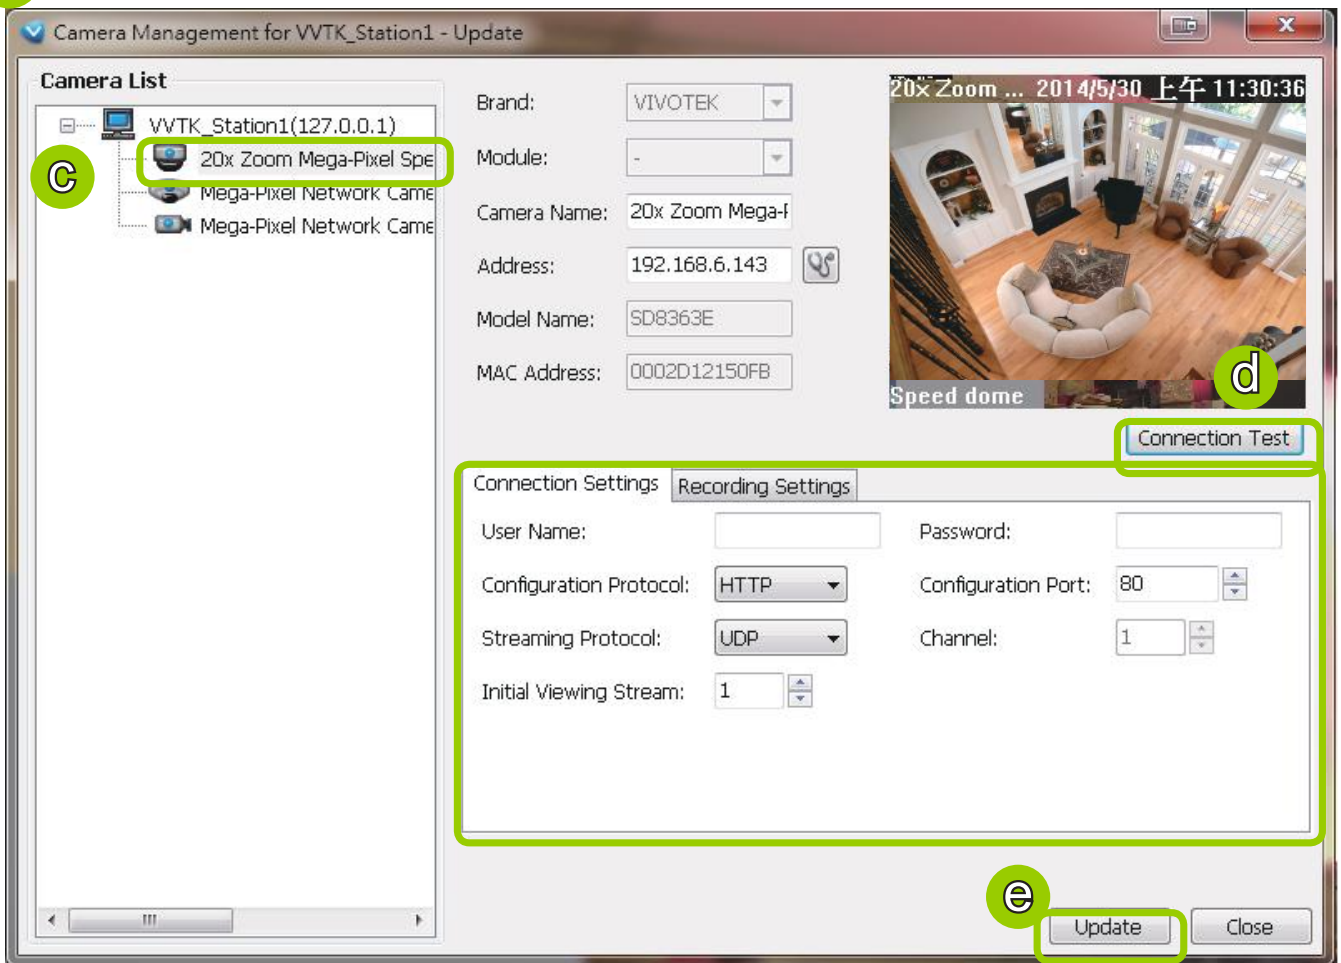 Camera Management for VVTK_Station1 - Update
Camera List
VVTK_Station1(127.0.0.1)
c
20x Zoom Mega-Pixel Spe
Mega-Pixel Network Came
Mega-Pixel Network Came
Brand: VIVOTEK
Module: -
Camera Name: 20x Zoom Mega-P
Address: 192.168.6.143
Model Name: SD8363E
MAC Address: 0002D12150FB
20x Zoom ... 2014/5/30 上午 11:30:36
Speed dome
d
Connection Test
Connection Settings Recording Settings
User Name: Password:
Configuration Protocol: HTTP Configuration Port: 80
Streaming Protocol: UDP Channel: 1
Initial Viewing Stream: 1
e
Update Close